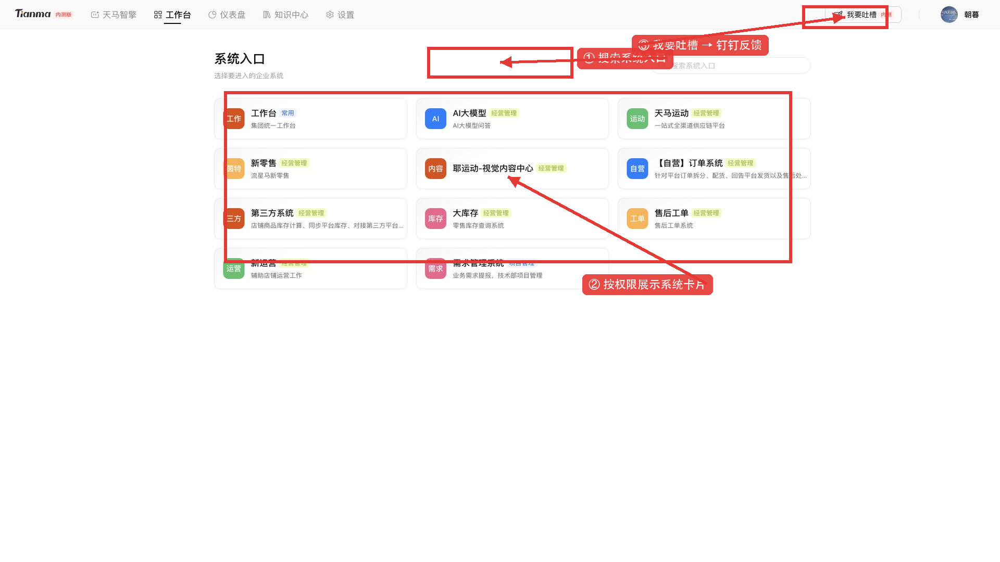 Tianma 内测版
天马智擎
工作台
仪表盘
知识中心
设置
我要吐槽 内测
朝暮
③ 我要吐槽 → 钉钉反馈
① 搜索系统入口
系统入口
搜索系统入口
选择要进入的企业系统
工作
工作台 常用
集团统一工作台
AI
AI大模型 经营管理
AI大模型问答
运动
天马运动 经营管理
一站式全渠道供应链平台
茵特
新零售 经营管理
流星马新零售
内容
耶运动-视觉内容中心 经营管理
自营
【自营】订单系统 经营管理
针对平台订单拆分、配货、回告平台发货以及售后处...
三方
第三方系统 经营管理
店铺商品库存计算、同步平台库存、对接第三方平台...
库存
大库存 经营管理
零售库存查询系统
工单
售后工单 经营管理
售后工单系统
运营
新运营 经营管理
辅助店铺运营工作
需求
需求管理系统 项目管理
业务需求提报，技术部项目管理
② 按权限展示系统卡片